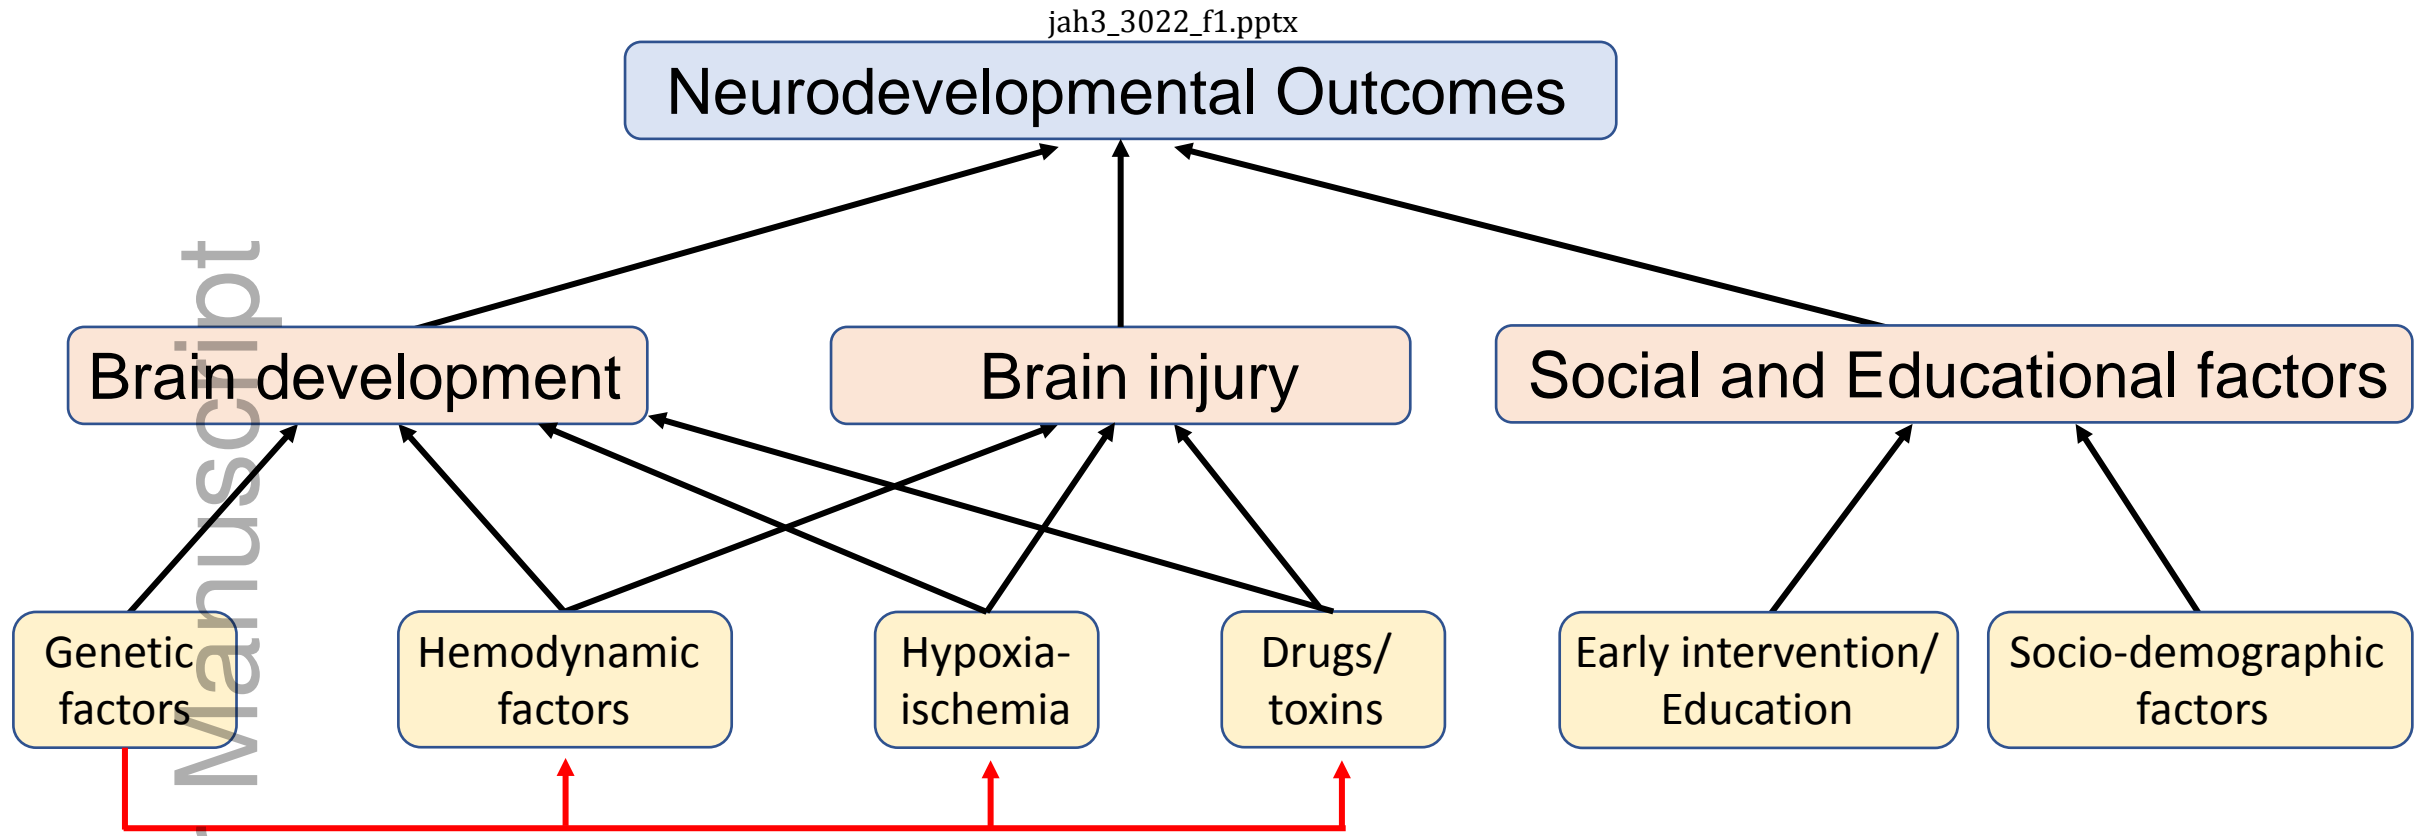 jah3_3022_f1.pptx
Neurodevelopmental Outcomes
Brain development
Brain injury
Social and Educational factors
Genetic
factors
Hemodynamic
factors
Hypoxia-
ischemia
Drugs/
toxins
Early intervention/
Education
Socio-demographic
factors
Manuscript